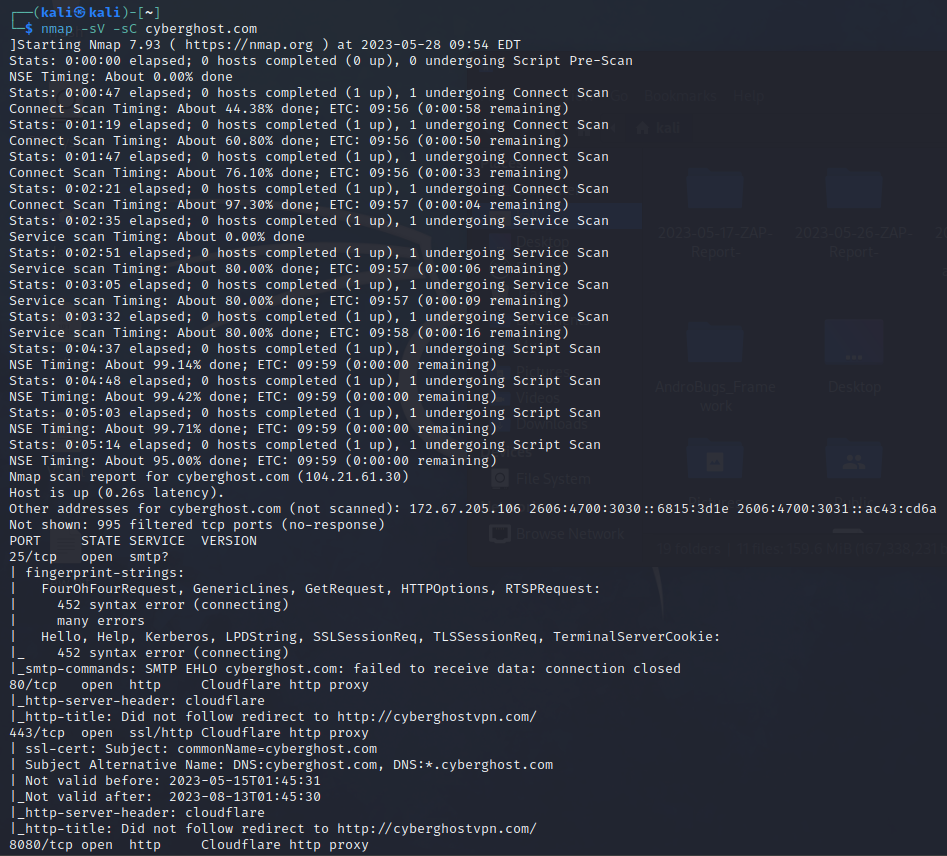 ┌──(kali㉿kali)-[~]
└─$ nmap -sV -sC cyberghost.com
]Starting Nmap 7.93 ( https://nmap.org ) at 2023-05-28 09:54 EDT
Stats: 0:00:00 elapsed; 0 hosts completed (0 up), 0 undergoing Script Pre-Scan
NSE Timing: About 0.00% done
Stats: 0:00:47 elapsed; 0 hosts completed (1 up), 1 undergoing Connect Scan
Connect Scan Timing: About 44.38% done; ETC: 09:56 (0:00:58 remaining)
Stats: 0:01:19 elapsed; 0 hosts completed (1 up), 1 undergoing Connect Scan
Connect Scan Timing: About 60.80% done; ETC: 09:56 (0:00:50 remaining)
Stats: 0:01:47 elapsed; 0 hosts completed (1 up), 1 undergoing Connect Scan
Connect Scan Timing: About 76.10% done; ETC: 09:56 (0:00:33 remaining)
Stats: 0:02:21 elapsed; 0 hosts completed (1 up), 1 undergoing Connect Scan
Connect Scan Timing: About 97.30% done; ETC: 09:57 (0:00:04 remaining)
Stats: 0:02:35 elapsed; 0 hosts completed (1 up), 1 undergoing Service Scan
Service scan Timing: About 0.00% done
Stats: 0:02:51 elapsed; 0 hosts completed (1 up), 1 undergoing Service Scan
Service scan Timing: About 80.00% done; ETC: 09:57 (0:00:06 remaining)
Stats: 0:03:05 elapsed; 0 hosts completed (1 up), 1 undergoing Service Scan
Service scan Timing: About 80.00% done; ETC: 09:57 (0:00:09 remaining)
Stats: 0:03:32 elapsed; 0 hosts completed (1 up), 1 undergoing Service Scan
Service scan Timing: About 80.00% done; ETC: 09:58 (0:00:16 remaining)
Stats: 0:04:37 elapsed; 0 hosts completed (1 up), 1 undergoing Script Scan
NSE Timing: About 99.14% done; ETC: 09:59 (0:00:00 remaining)
Stats: 0:04:48 elapsed; 0 hosts completed (1 up), 1 undergoing Script Scan
NSE Timing: About 99.42% done; ETC: 09:59 (0:00:00 remaining)
Stats: 0:05:03 elapsed; 0 hosts completed (1 up), 1 undergoing Script Scan
NSE Timing: About 99.71% done; ETC: 09:59 (0:00:00 remaining)
Stats: 0:05:14 elapsed; 0 hosts completed (1 up), 1 undergoing Script Scan
NSE Timing: About 95.00% done; ETC: 09:59 (0:00:00 remaining)
Nmap scan report for cyberghost.com (104.21.61.30)
Host is up (0.26s latency).
Other addresses for cyberghost.com (not scanned): 172.67.205.106 2606:4700:3030::6815:3d1e 2606:4700:3031::ac43:cd6a
Not shown: 995 filtered tcp ports (no-response)
PORT     STATE SERVICE  VERSION
25/tcp   open  smtp?
| fingerprint-strings:
|   FourOhFourRequest, GenericLines, GetRequest, HTTPOptions, RTSPRequest:
|     452 syntax error (connecting)
|     many errors
|   Hello, Help, Kerberos, LPDString, SSLSessionReq, TLSSessionReq, TerminalServerCookie:
|_    452 syntax error (connecting)
|_smtp-commands: SMTP EHLO cyberghost.com: failed to receive data: connection closed
80/tcp   open  http     Cloudflare http proxy
|_http-server-header: cloudflare
|_http-title: Did not follow redirect to http://cyberghostvpn.com/
443/tcp  open  ssl/http Cloudflare http proxy
| ssl-cert: Subject: commonName=cyberghost.com
| Subject Alternative Name: DNS:cyberghost.com, DNS:*.cyberghost.com
| Not valid before: 2023-05-15T01:45:31
|_Not valid after:  2023-08-13T01:45:30
|_http-server-header: cloudflare
|_http-title: Did not follow redirect to http://cyberghostvpn.com/
8080/tcp open  http     Cloudflare http proxy
Go Bookmarks Help
kali
2023-05-17-ZAP-Report-
2023-05-26-ZAP-Report-
AndroBugs_Framework
Desktop
Videos
Downloads
File System
Browse Network